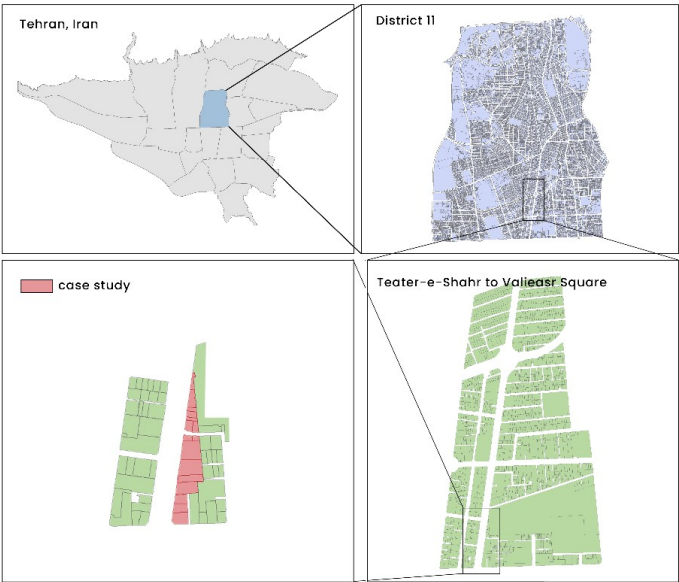 Tehran, Iran
District 11
case study
Teater-e-Shahr to Valieasr Square